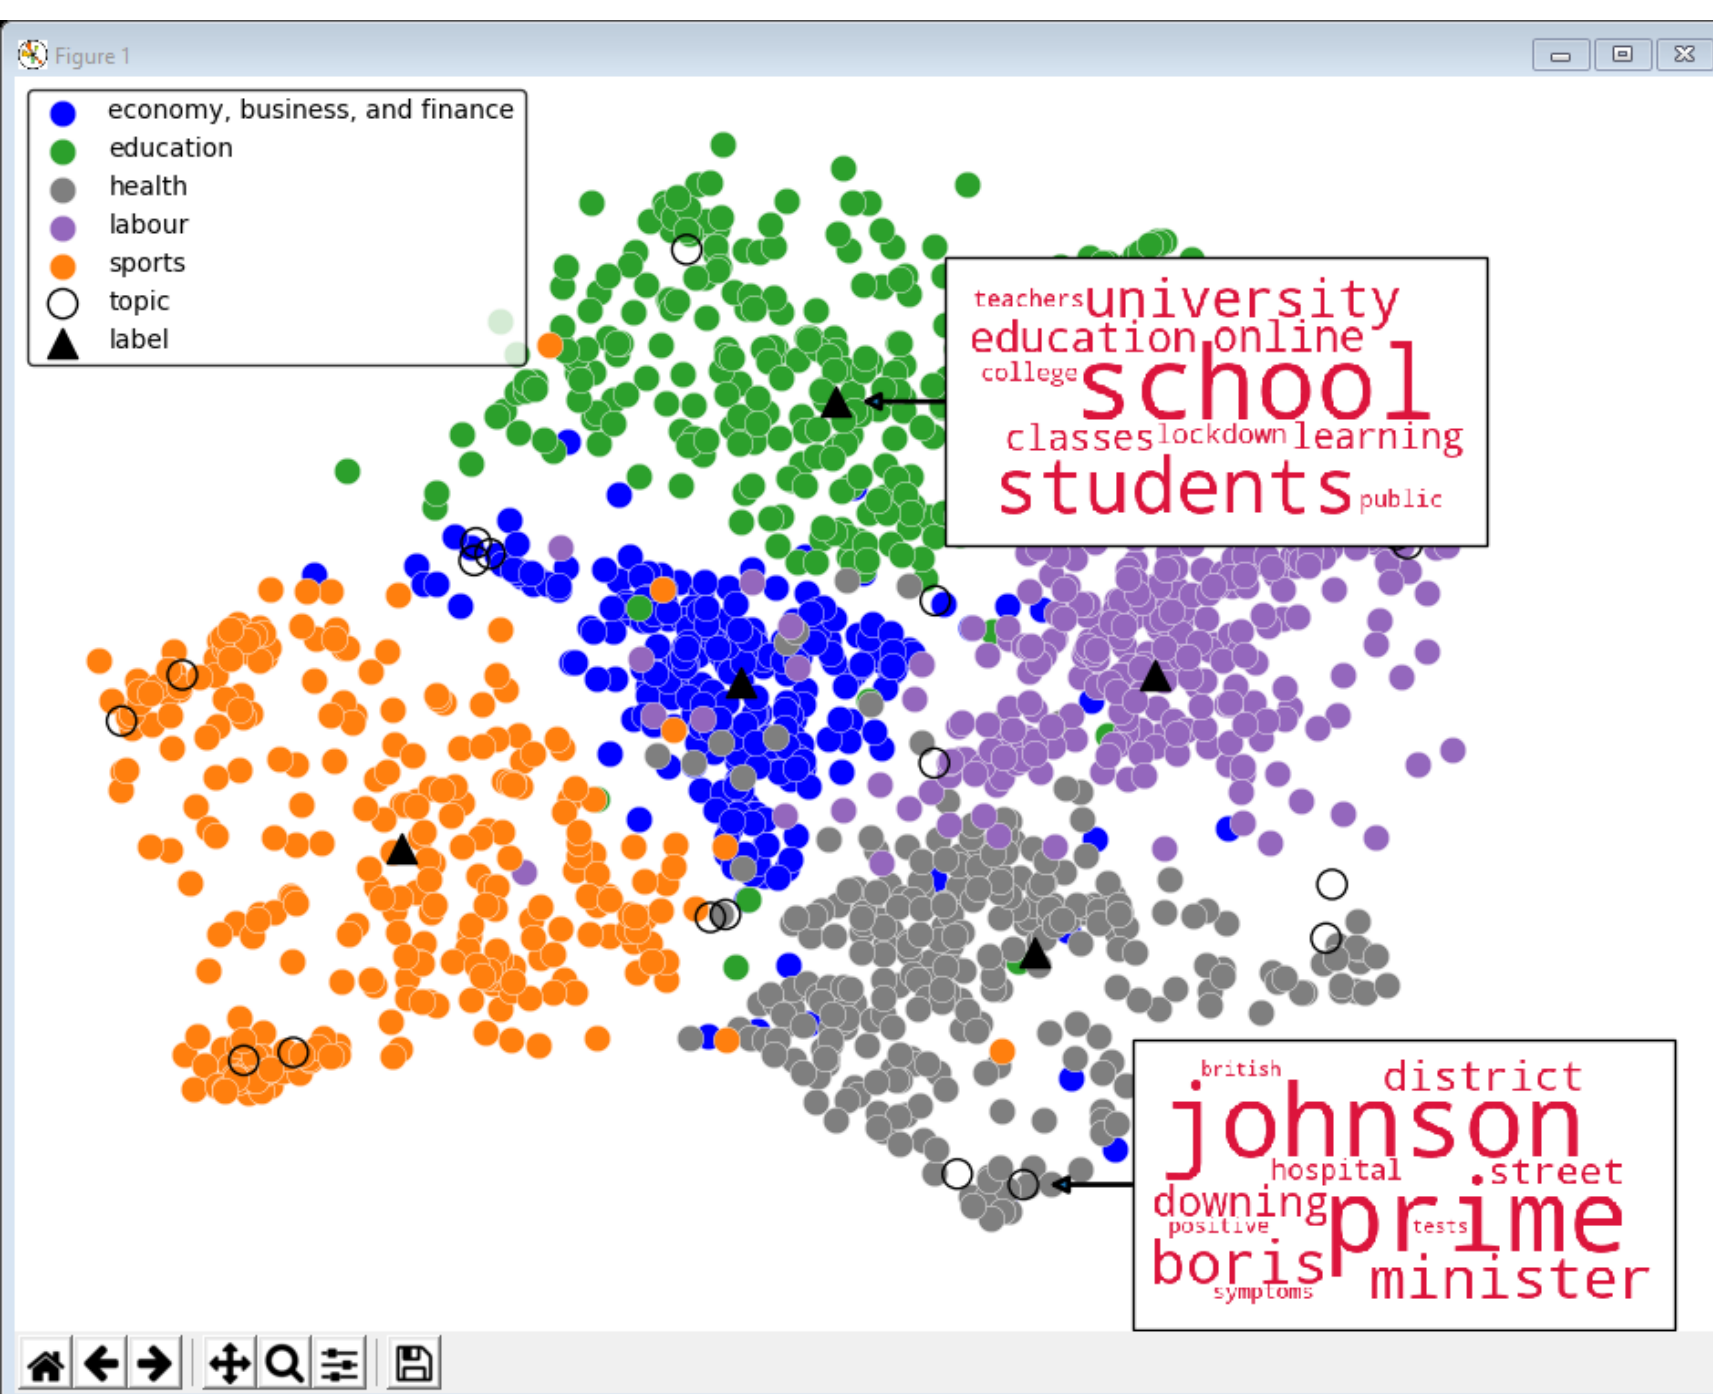 Figure 1
economy, business, and finance
education
health
labour
sports
topic
label
teachers university
education online
college school
classes lockdown learning
students public
british district
johnson
hospital street
downing prime
positive tests
boris minister
symptoms